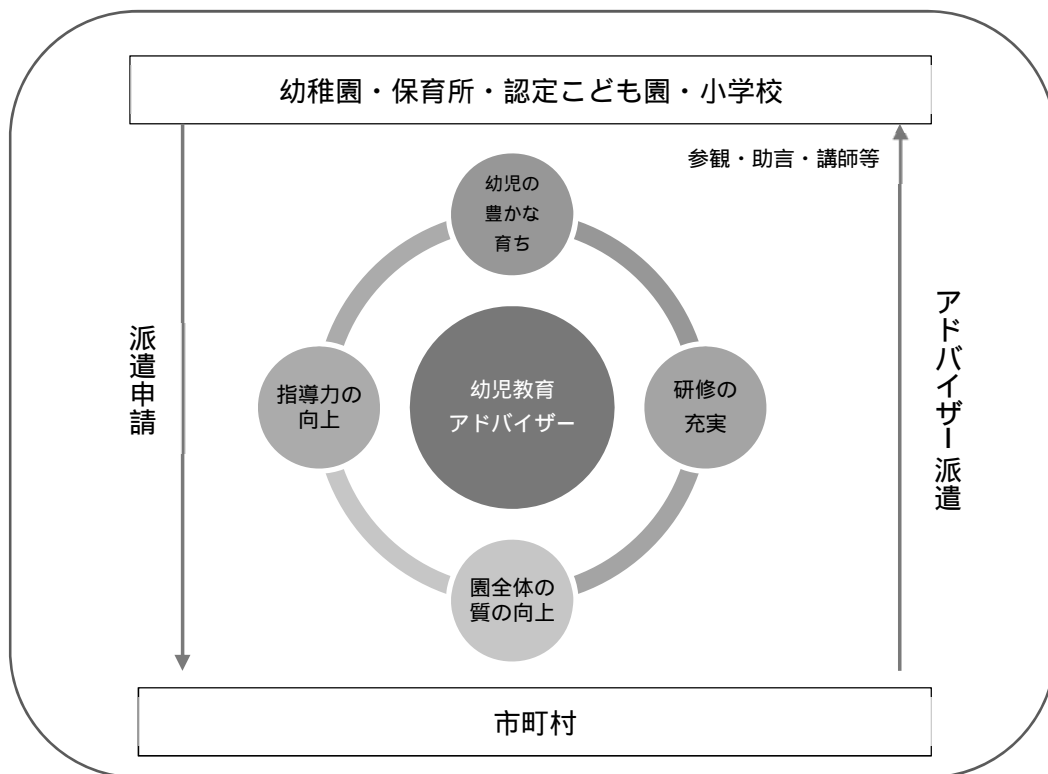 幼稚園・保育所・認定こども園・小学校
参観・助言・講師等
幼児の
豊かな
育ち
派遣申請
指導力の
向上
幼児教育
アドバイザー
研修の
充実
アドバイザー派遣
園全体の
質の向上
市町村